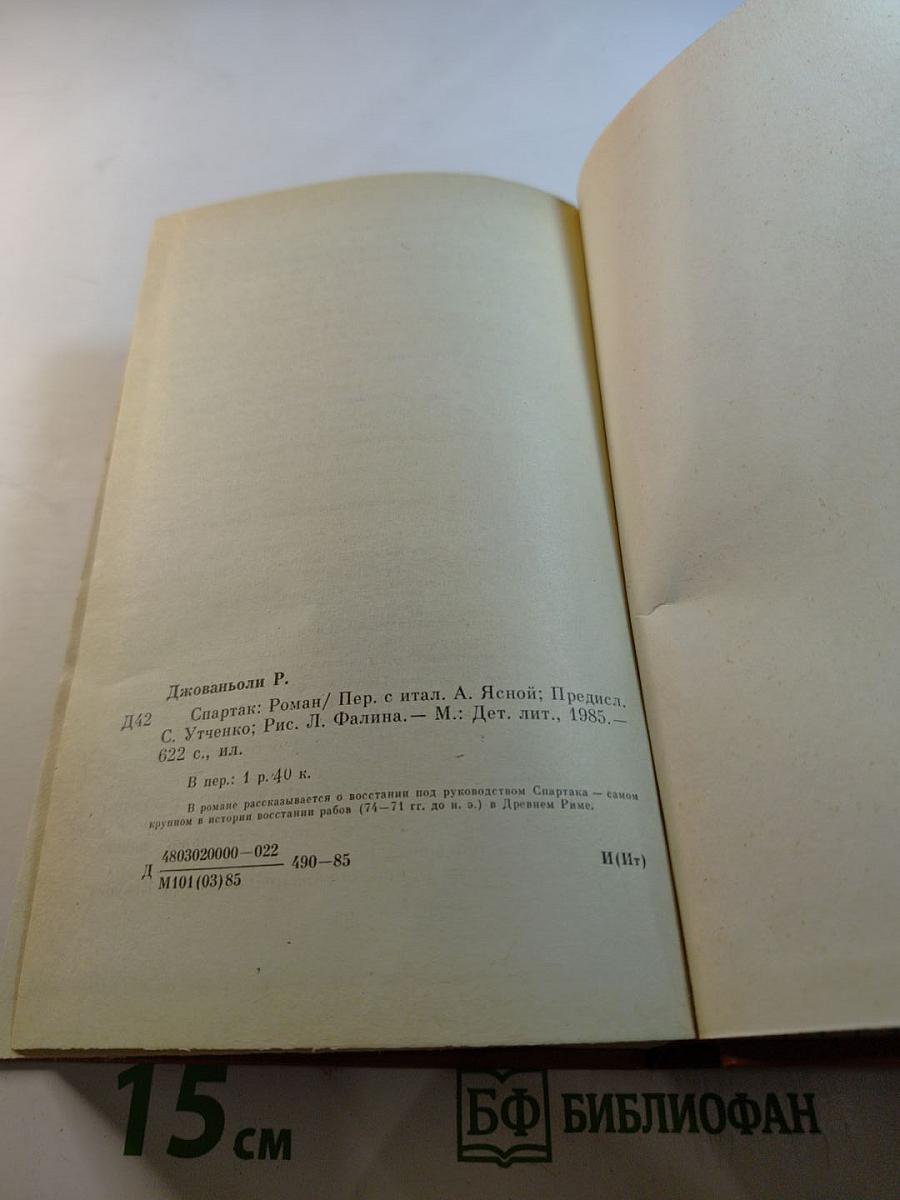 Джованьоли Р.
Д42 Спартак: Роман/ Пер. с итал. А. Ясной; Предисл.
С. Утченко; Рис. Л. Фалина.— М.: Дет. лит., 1985.—
622 с., ил.
В пер.: 1 р. 40 к.
В романе рассказывается о восстании под руководством Спартака — самом
крупном в истории восстании рабов (74—71 гг. до н. э.) в Древнем Риме.
Д 4803020000—022 490—85 И(Ит)
М101(03)85
15 см
БФ БИБЛИОФАН